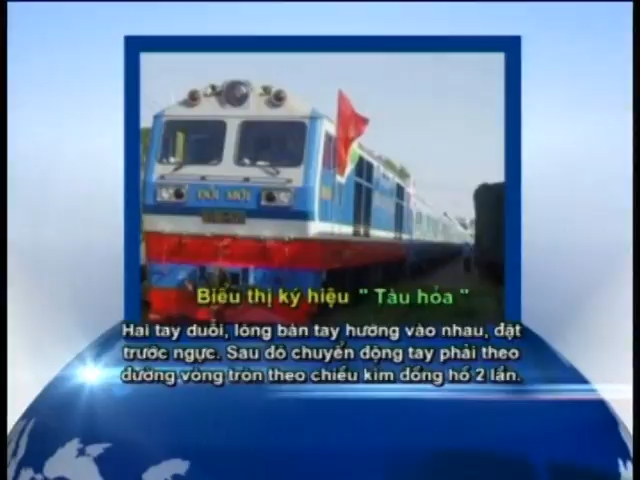 ĐỔI MỚI
Biểu thị ký hiệu " Tàu hỏa "
Hai tay duỗi, lòng bàn tay hướng vào nhau, đặt
trước ngực. Sau đó chuyển động tay phải theo
đường vòng tròn theo chiều kim đồng hồ 2 lần.